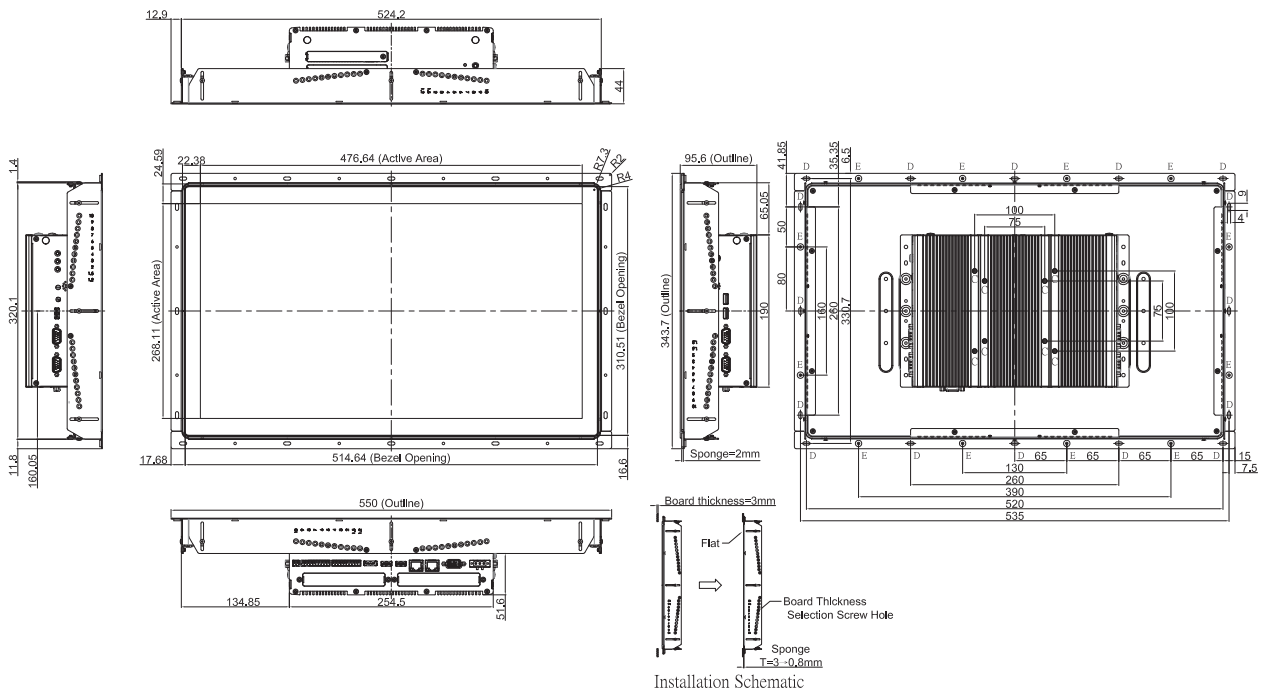 12.9
524.2
44
1.4
320.1
11.8
160.05
24.59
22.38
476.64 (Active Area)
R7.3
R2
R4
268.11 (Active Area)
310.51 (Bezel Opening)
17.68
514.64 (Bezel Opening)
16.6
95.6 (Outline)
65.05
343.7 (Outline)
190
Sponge=2mm
41.85
35.35
6.5
D E D E D E D E D
D
D
9
4
50
E
E
80
100
75
C C C C
160
260
330.7
D
D
75
100
C C C C
E
E
D
D
D E D E D E D E D
65 65 65 65
15
7.5
130
260
390
520
535
550 (Outline)
134.85
254.5
51.6
Board thickness=3mm
Flat
Board Thickness
Selection Screw Hole
Sponge
T=3→0.8mm
Installation Schematic